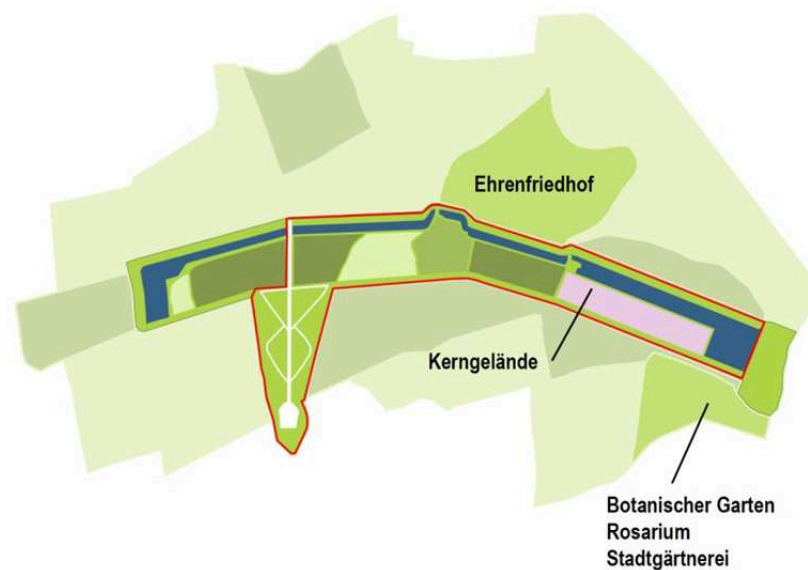 Ehrenfriedhof
Kerngelände
Botanischer Garten
Rosarium
Stadtgärtnerei